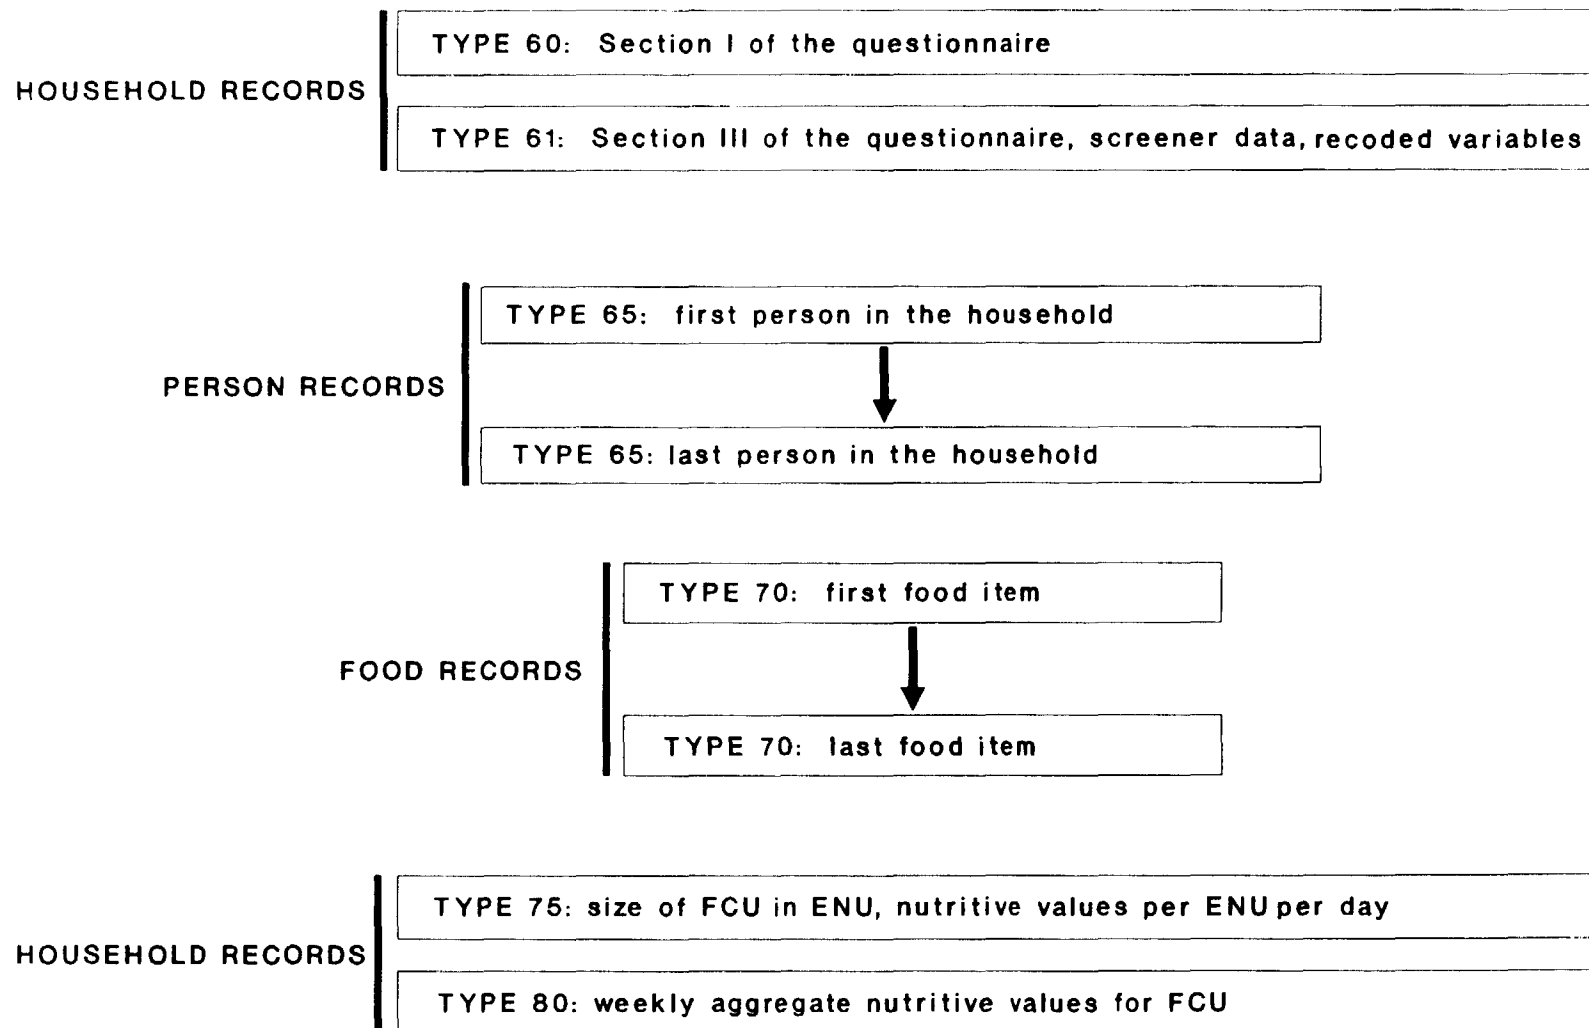 TYPE 60: Section I of the questionnaire
HOUSEHOLD RECORDS
TYPE 61: Section III of the questionnaire, screener data, recoded variables
TYPE 65: first person in the household
PERSON RECORDS
TYPE 65: last person in the household
TYPE 70: first food item
FOOD RECORDS
TYPE 70: last food item
TYPE 75: size of FCU in ENU, nutritive values per ENU per day
HOUSEHOLD RECORDS
TYPE 80: weekly aggregate nutritive values for FCU